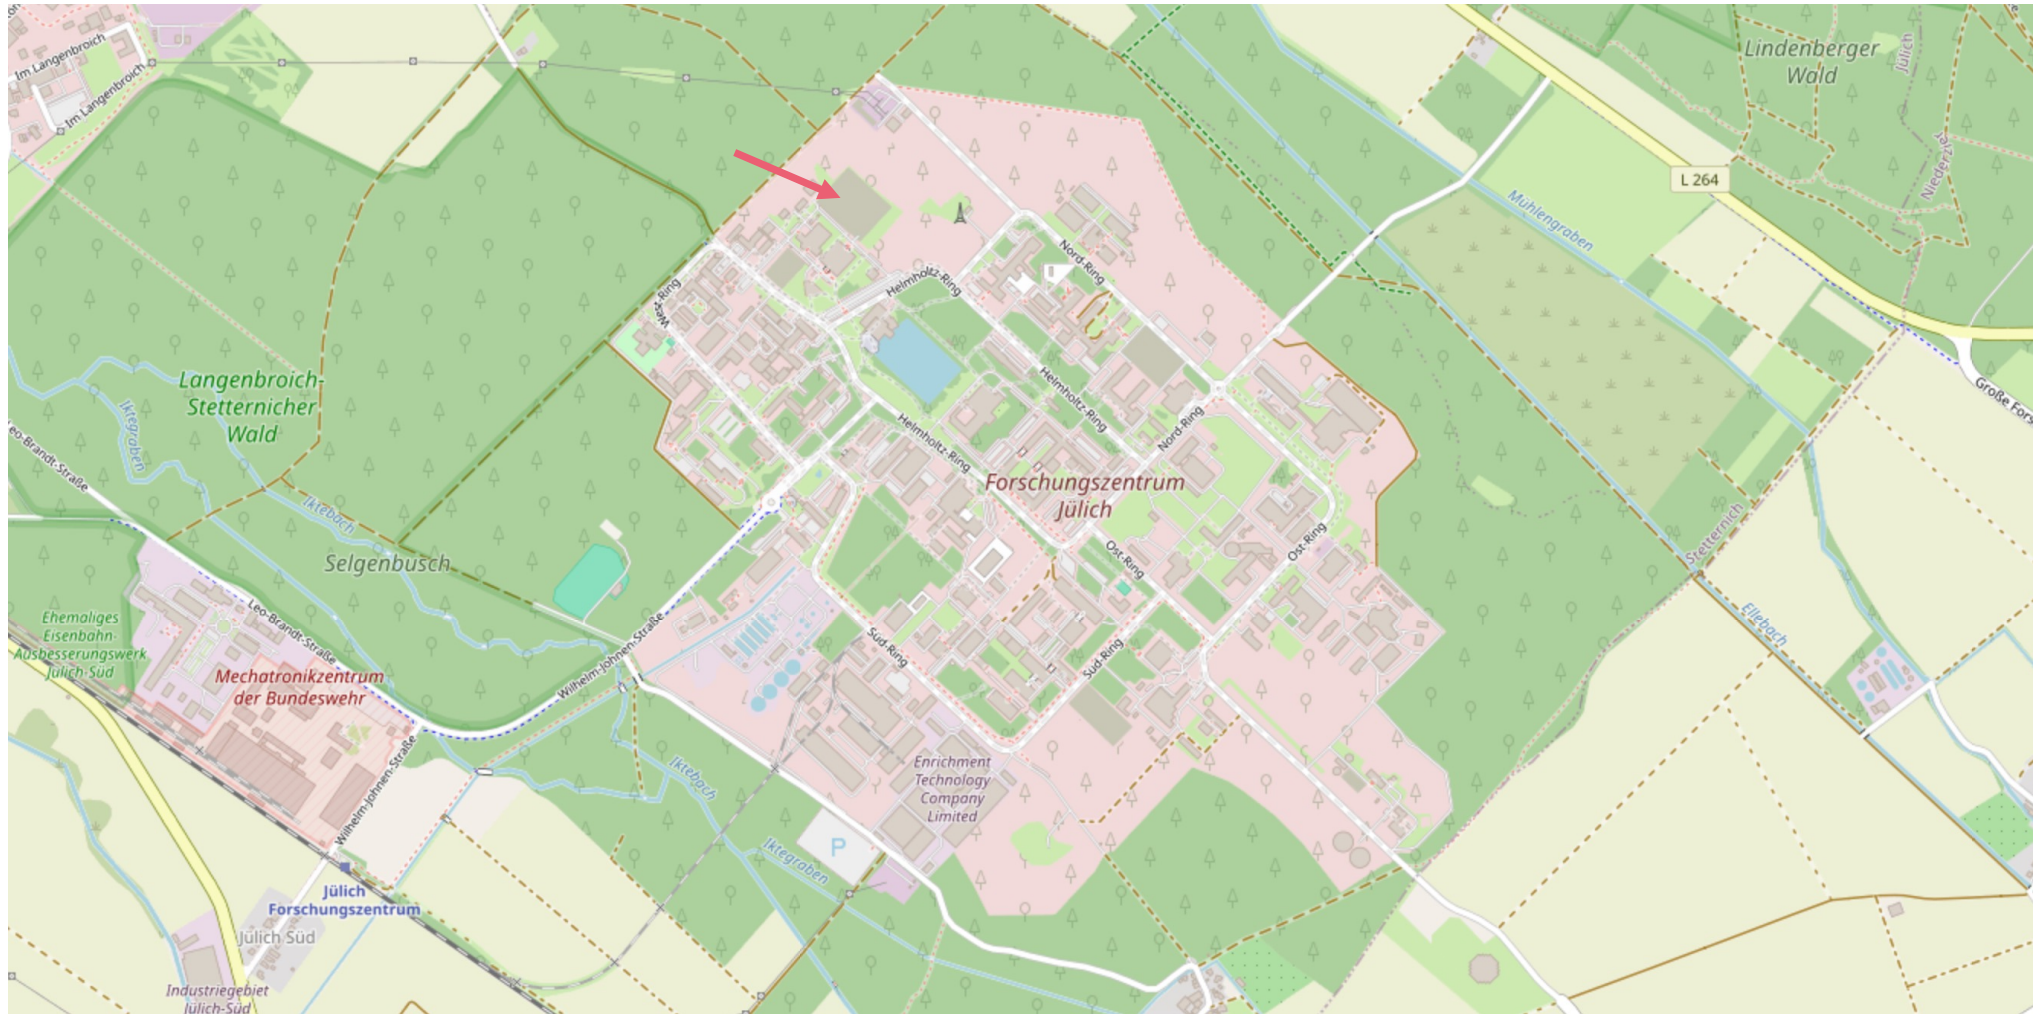 Im Langenbroich
Im Langenbroich
Lindenberger
Wald
Jülich
Niederzier
L 264
Mühlengraben
Nord-Ring
Helmholtz-Ring
West-Ring
Langenbroich-
Stetternicher
Wald
Iktegraben
Leo-Brandt-Straße
Helmholtz-Ring
Helmholtz-Ring
Nord-Ring
Große Fors
Forschungszentrum
Jülich
Iktebach
Selgenbusch
Ost-Ring
Ost-Ring
Stetternich
Ellebach
Ehemaliges
Eisenbahn-
Ausbesserungswerk
Jülich-Süd
Leo-Brandt-Straße
Mechatronikzentrum
der Bundeswehr
Wilhelm-Johnen-Straße
Süd-Ring
Süd-Ring
Wilhelm-Johnen-Straße
Iktebach
Enrichment
Technology
Company
Limited
P
Iktegraben
Jülich
Forschungszentrum
Jülich Süd
Industriegebiet
Jülich-Süd